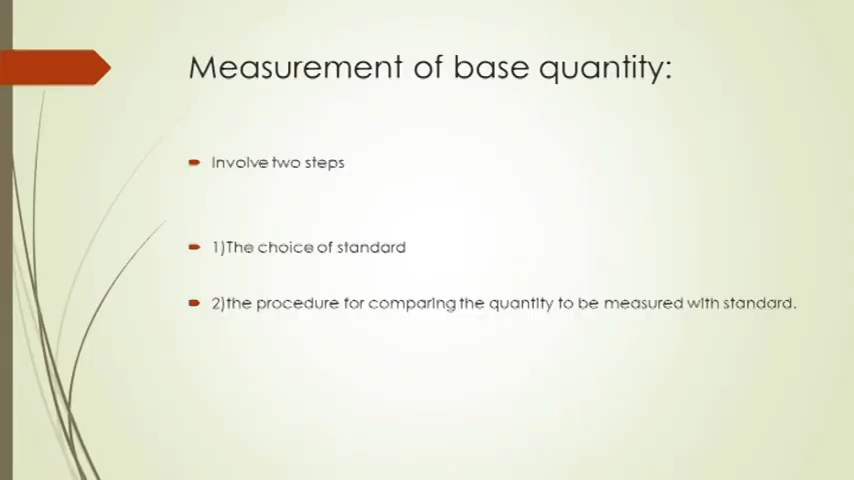 Measurement of base quantity:
Involve two steps
1)The choice of standard
2)the procedure for comparing the quantity to be measured with standard.